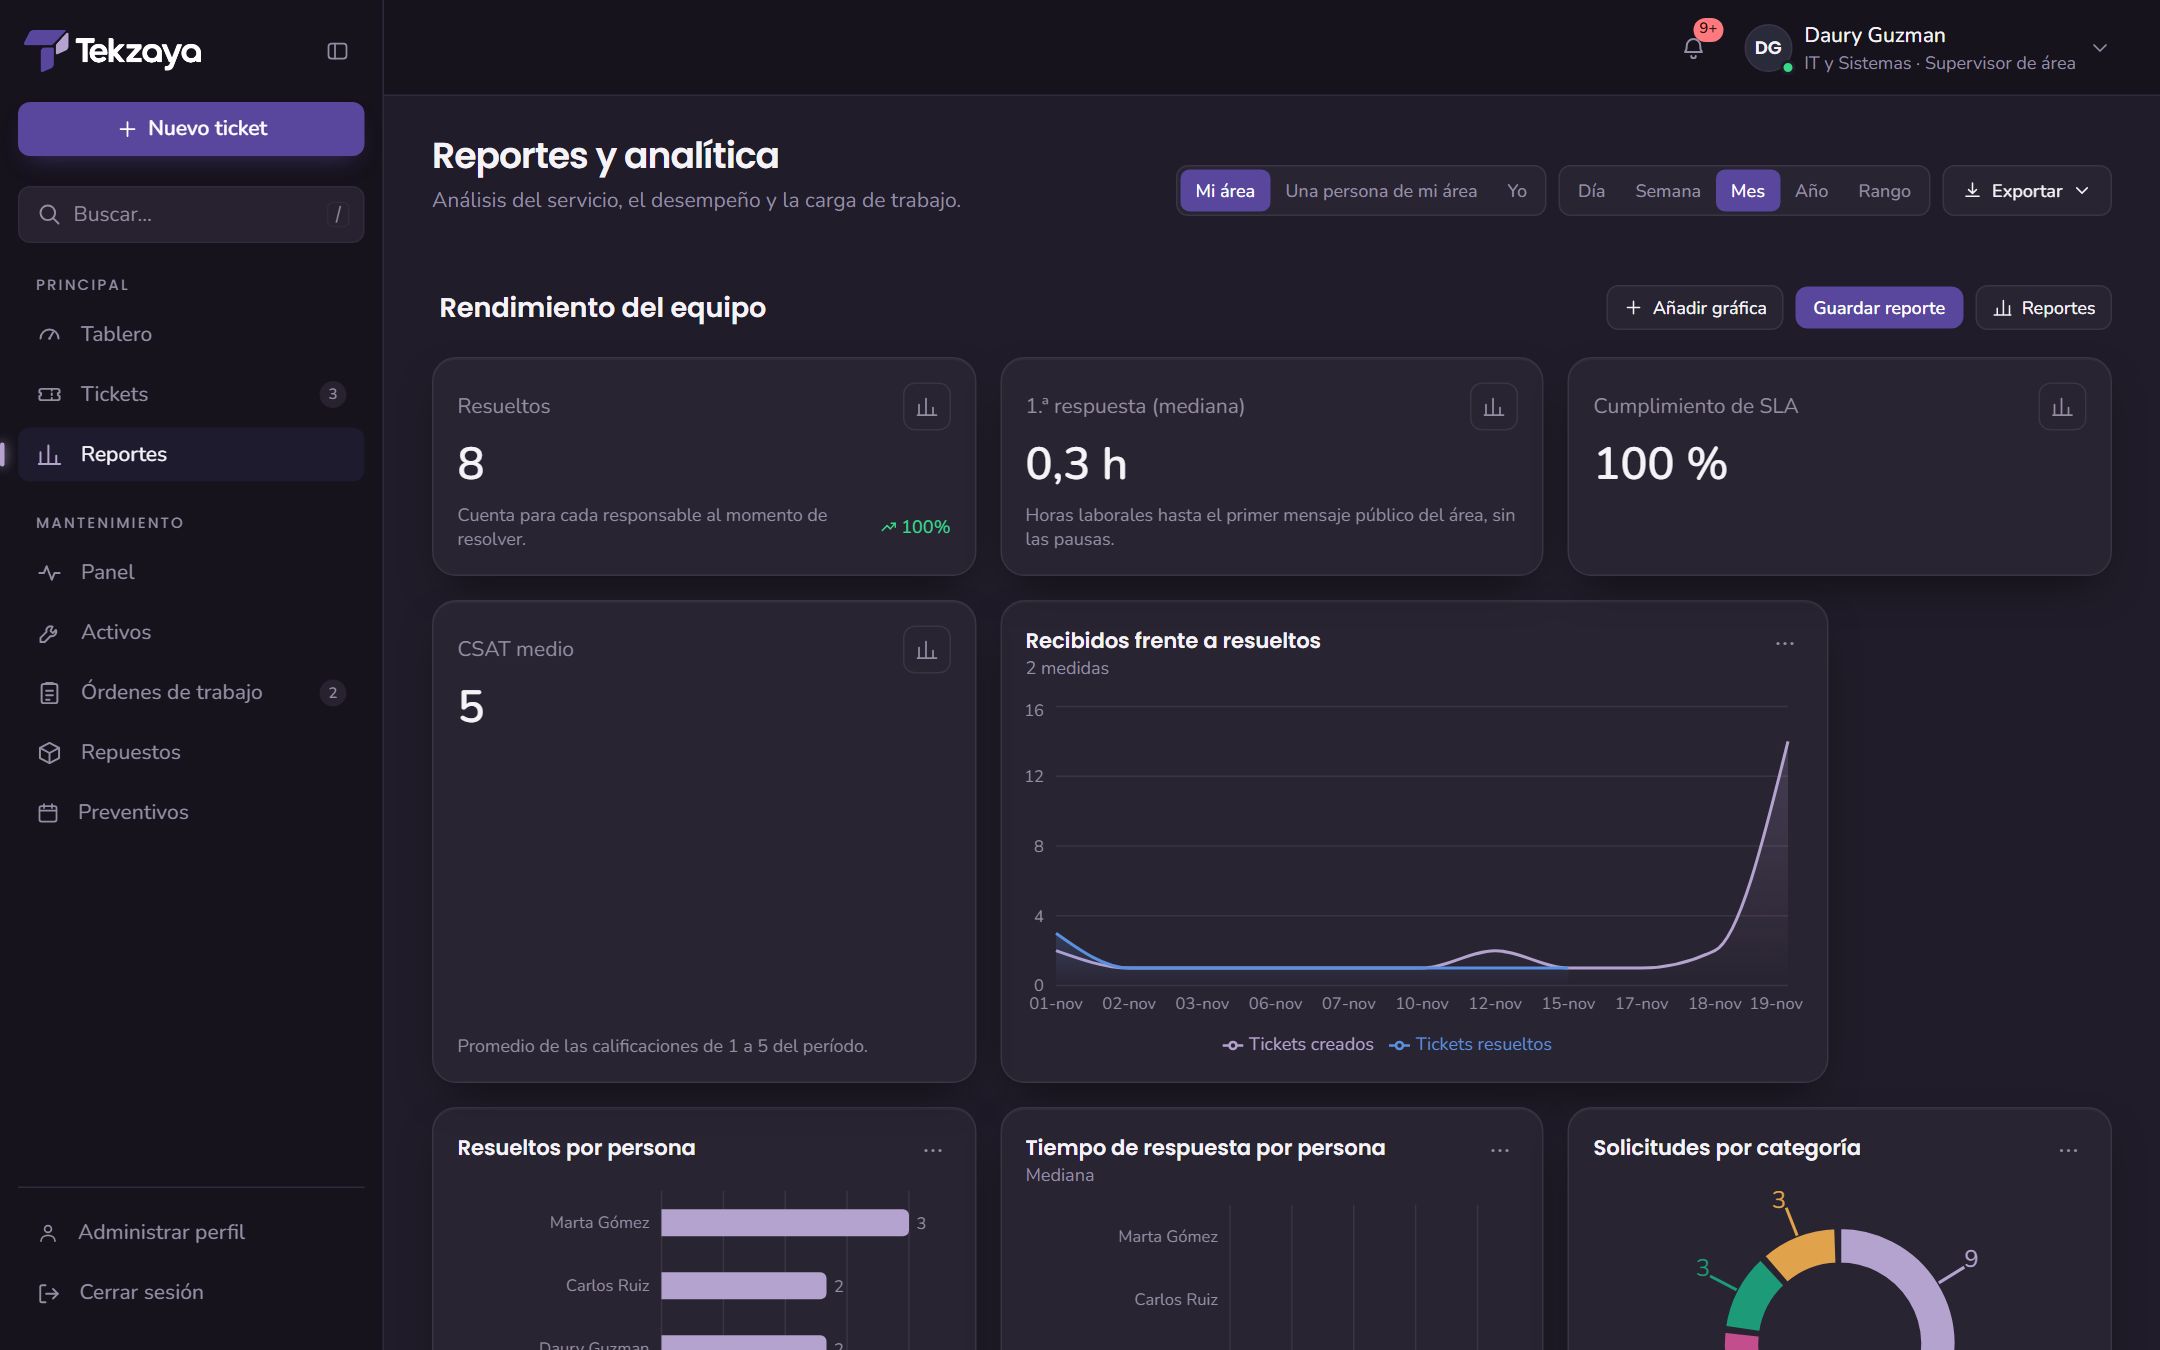 Tekzaya
9+
DG
Daury Guzman
IT y Sistemas · Supervisor de área
+ Nuevo ticket
Buscar...
/
PRINCIPAL
Tablero
Tickets
3
Reportes
MANTENIMIENTO
Panel
Activos
Órdenes de trabajo
2
Repuestos
Preventivos
Administrar perfil
Cerrar sesión
Reportes y analítica
Análisis del servicio, el desempeño y la carga de trabajo.
Mi área
Una persona de mi área
Yo
Día
Semana
Mes
Año
Rango
Exportar
Rendimiento del equipo
+ Añadir gráfica
Guardar reporte
Reportes
Resueltos
8
Cuenta para cada responsable al momento de
resolver.
100%
1.ª respuesta (mediana)
0,3 h
Horas laborales hasta el primer mensaje público del área, sin
las pausas.
Cumplimiento de SLA
100 %
CSAT medio
5
Promedio de las calificaciones de 1 a 5 del período.
Recibidos frente a resueltos
2 medidas
16
12
8
4
0
01-nov 02-nov 03-nov 06-nov 07-nov 10-nov 12-nov 15-nov 17-nov 18-nov 19-nov
Tickets creados
Tickets resueltos
Resueltos por persona
Marta Gómez
3
Carlos Ruiz
2
Daury Guzman
2
Tiempo de respuesta por persona
Mediana
Marta Gómez
Carlos Ruiz
Solicitudes por categoría
3
9
3